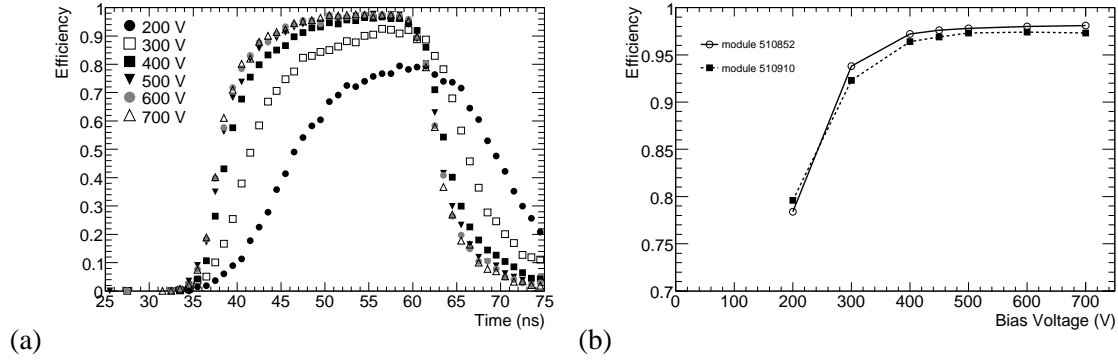 Efficiency
1
0.9
0.8
0.7
0.6
0.5
0.4
0.3
0.2
0.1
0
200 V
300 V
400 V
500 V
600 V
700 V
25 30 35 40 45 50 55 60 65 70 75
Time (ns)
(a)
Efficiency
1
0.95
0.9
0.85
0.8
0.75
0.7
module 510852
module 510910
0 100 200 300 400 500 600 700
Bias Voltage (V)
(b)